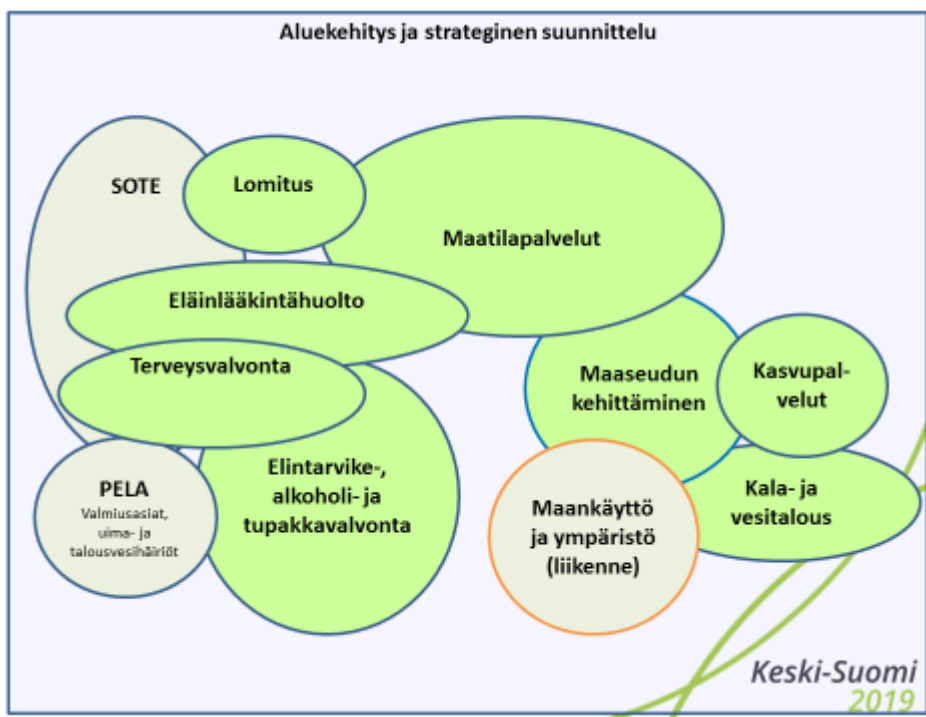 Aluekehitys ja strateginen suunnittelu
SOTE
Lomitus
Maatilapalvelut
Eläinlääkintähuolto
Terveysvalvonta
Maaseudun
kehittäminen
Kasvupal-
velut
PELA
Valmiusasiat,
uima- ja
talousvesihäiriöt
Elintarvike-,
alkoholi- ja
tupakkavalvonta
Maankäyttö
ja ympäristö
(liikenne)
Kala- ja
vesitalous
Keski-Suomi
2019